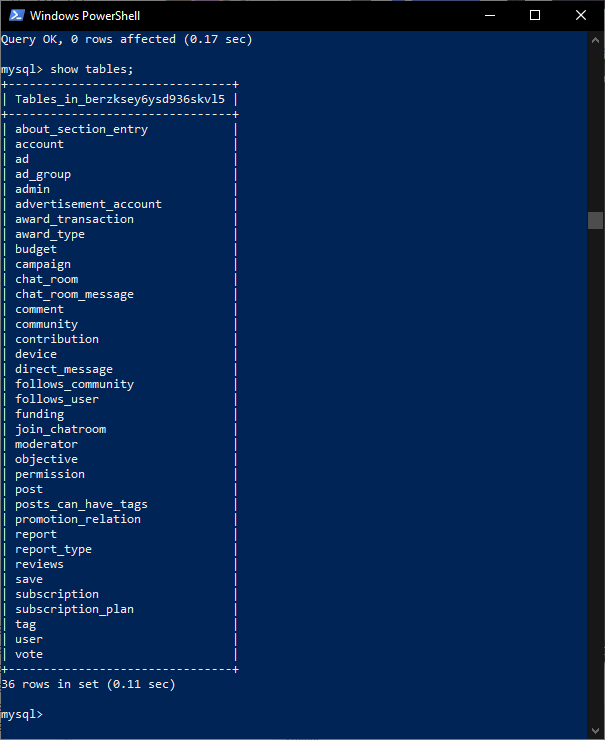 Windows PowerShell
Query OK, 0 rows affected (0.17 sec)
mysql> show tables;
+--------------------------------+
| Tables_in_berzksey6ysd936skvl5 |
+--------------------------------+
| about_section_entry            |
| account                        |
| ad                             |
| ad_group                       |
| admin                          |
| advertisement_account          |
| award_transaction              |
| award_type                     |
| budget                         |
| campaign                       |
| chat_room                      |
| chat_room_message              |
| comment                        |
| community                      |
| contribution                   |
| device                         |
| direct_message                 |
| follows_community              |
| follows_user                   |
| funding                        |
| join_chatroom                  |
| moderator                      |
| objective                      |
| permission                     |
| post                           |
| posts_can_have_tags            |
| promotion_relation             |
| report                         |
| report_type                    |
| reviews                        |
| save                           |
| subscription                   |
| subscription_plan              |
| tag                            |
| user                           |
| vote                           |
+--------------------------------+
36 rows in set (0.11 sec)
mysql>